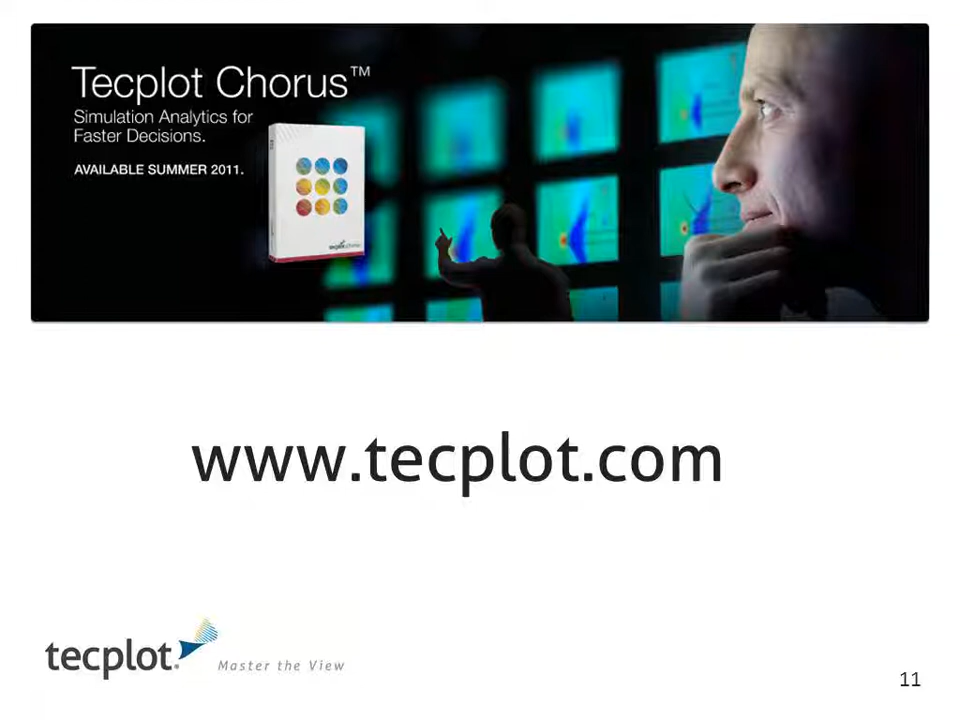 Tecplot Chorus™
Simulation Analytics for
Faster Decisions.
AVAILABLE SUMMER 2011.
www.tecplot.com
tecplot.
Master the View
11